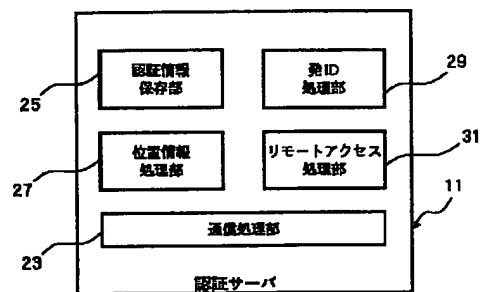 認証情報
保存部
25
発ID
処理部
29
位置情報
処理部
27
リモートアクセス
処理部
31
11
通信処理部
23
認証サーバ